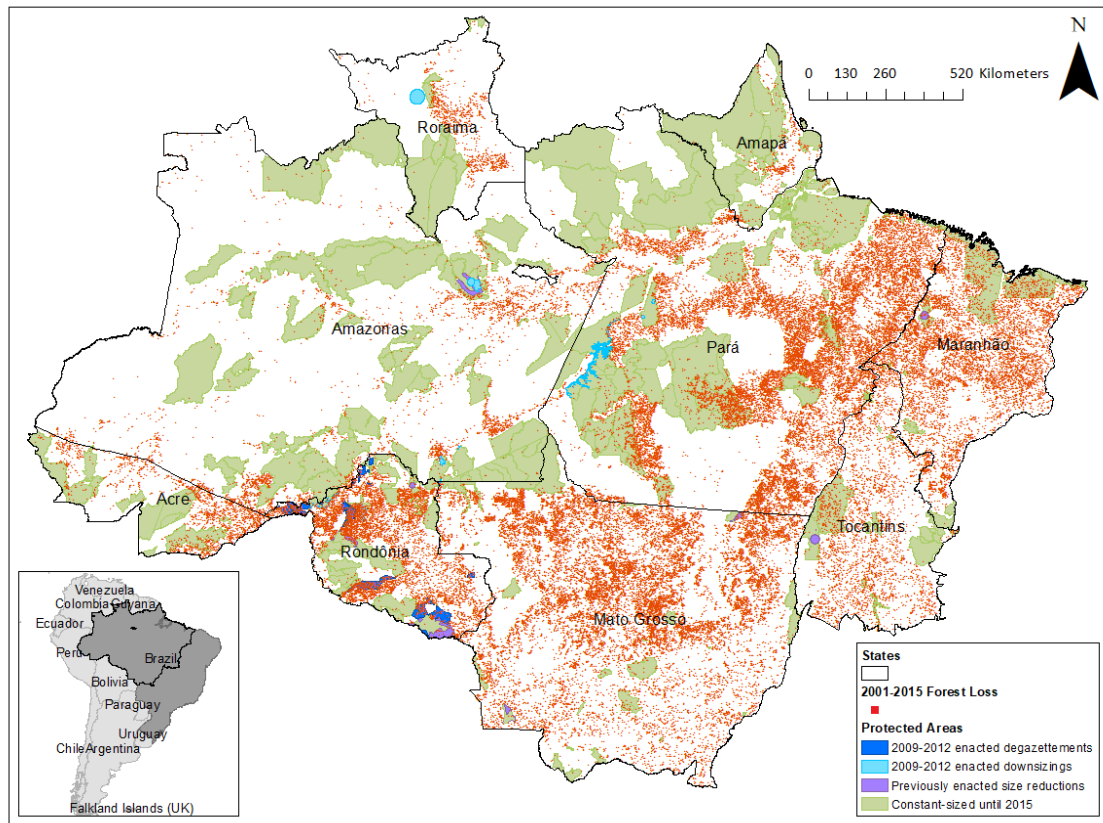 N
0 130 260 520 Kilometers
Roraima
Amapá
Amazonas
Pará
Maranhão
Acre
Tocantins
Rondônia
Mato Grosso
Venezuela
Colombia Guyana
Ecuador
Peru
Brazil
Bolivia
Paraguay
Uruguay
Chile Argentina
Falkland Islands (UK)
States
2001-2015 Forest Loss
Protected Areas
2009-2012 enacted degazettements
2009-2012 enacted downsizings
Previously enacted size reductions
Constant-sized until 2015